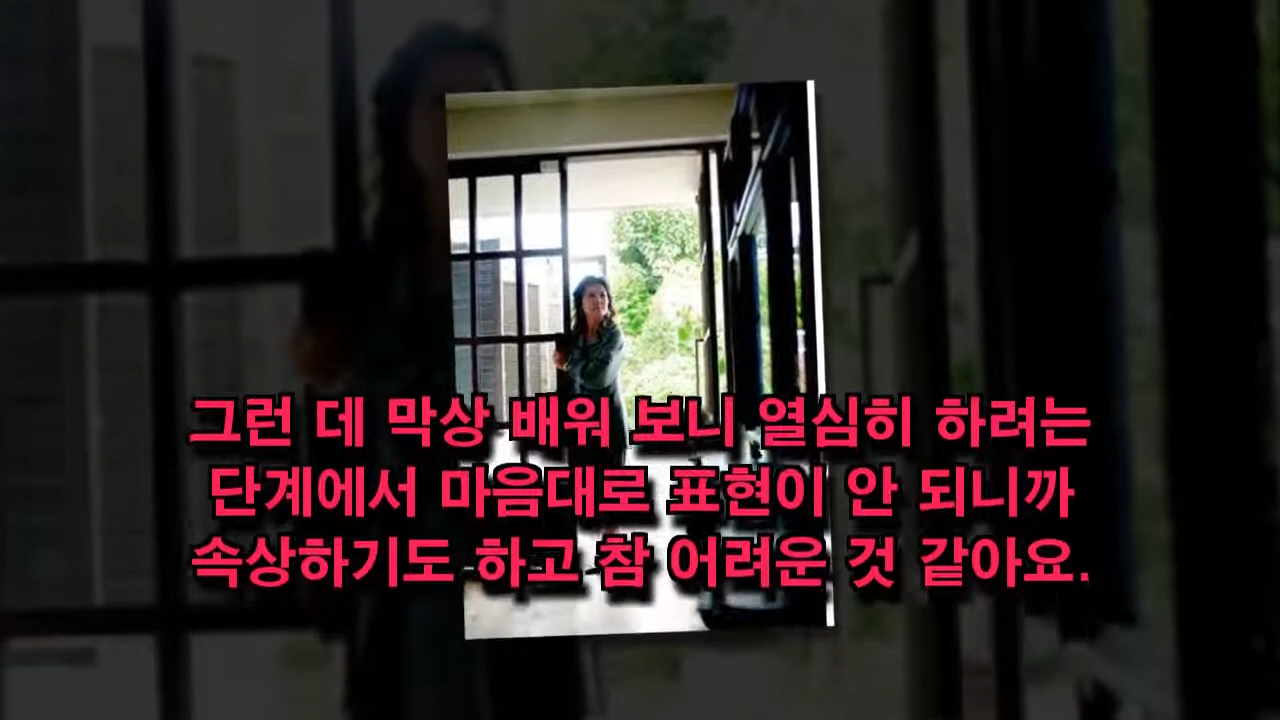 그런 데 막상 배워 보니 열심히 하려는
단계에서 마음대로 표현이 안 되니까
속상하기도 하고 참 어려운 것 같아요.